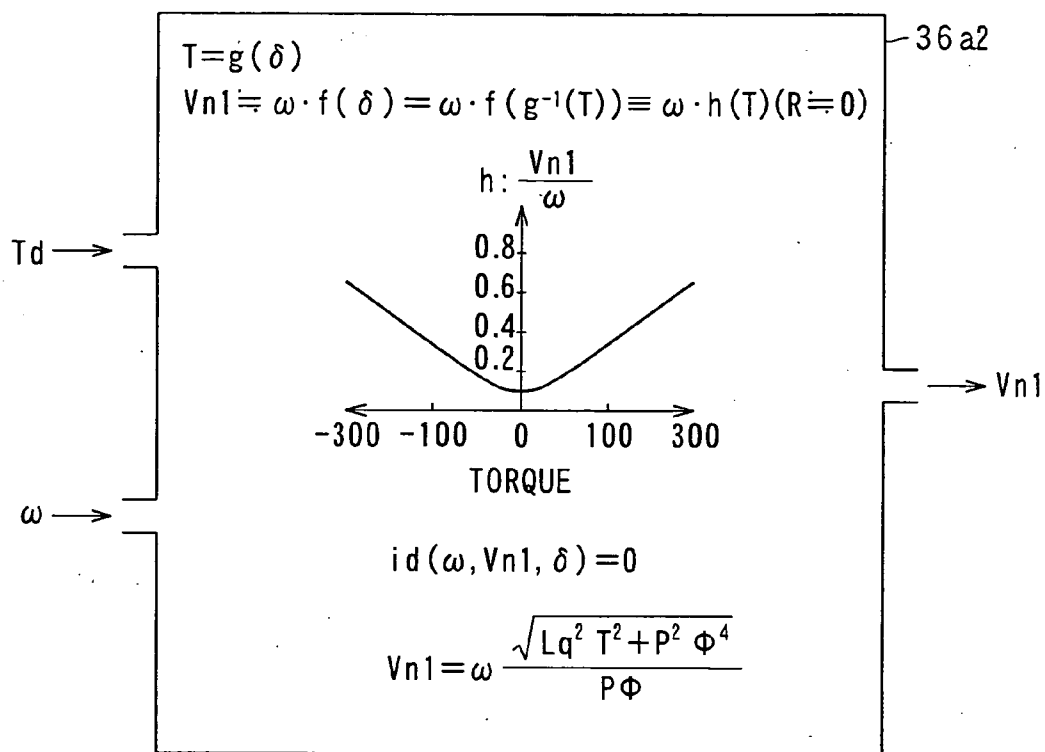 36a2
T=g(δ)
Vn1≒ω·f(δ)=ω·f(g⁻¹(T))≡ω·h(T)(R≒0)
h: Vn1/ω
0.8
0.6
0.4
0.2
-300 -100 0 100 300
TORQUE
Td
ω
Vn1
id(ω,Vn1,δ)=0
Vn1=ω √(Lq² T²+P² Φ⁴)/PΦ